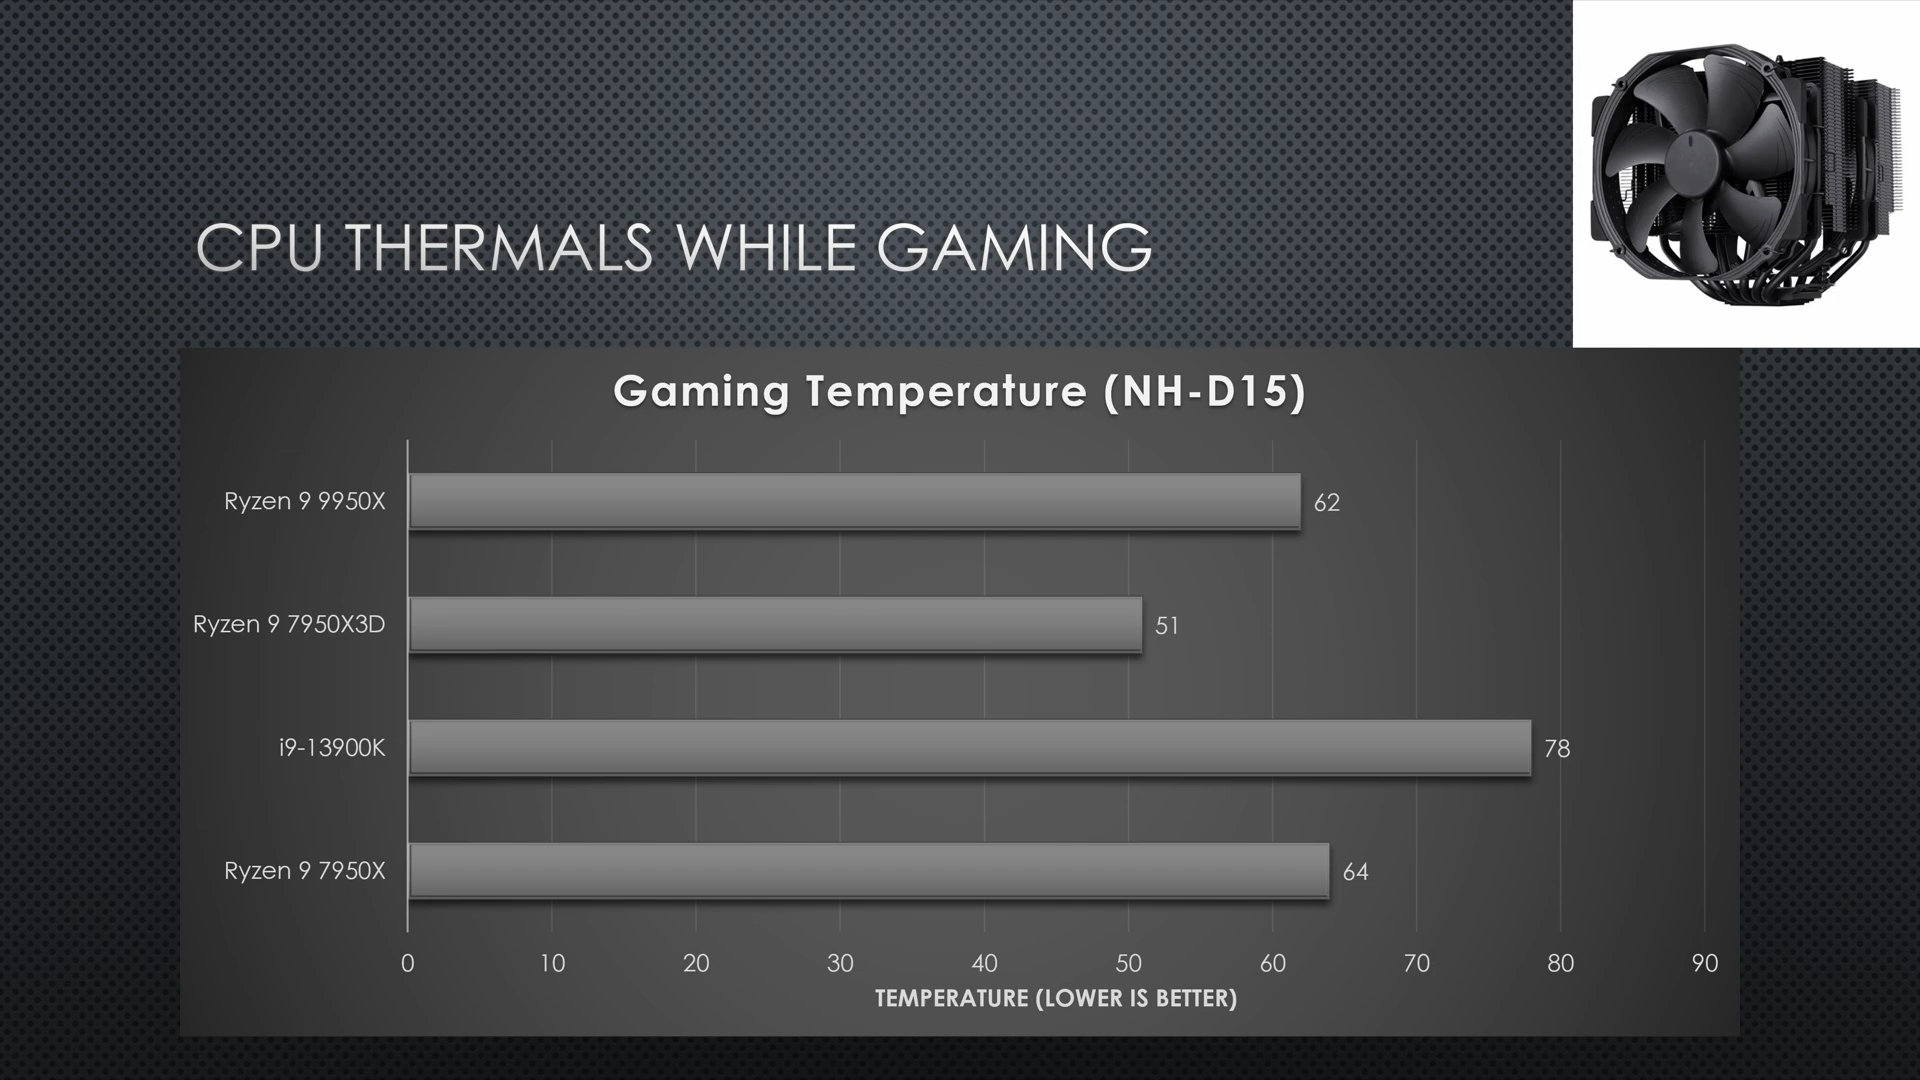 CPU THERMALS WHILE GAMING
Gaming Temperature (NH-D15)
Ryzen 9 9950X 62
Ryzen 9 7950X3D 51
i9-13900K 78
Ryzen 9 7950X 64
0 10 20 30 40 50 60 70 80 90
TEMPERATURE (LOWER IS BETTER)